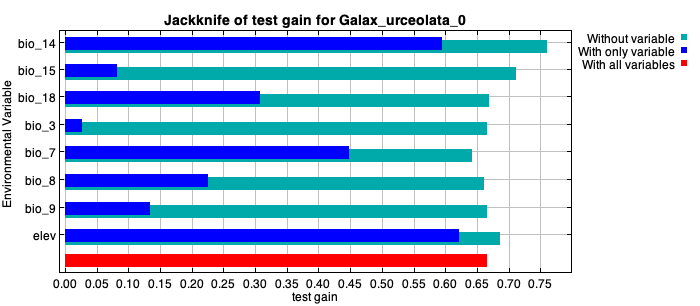 Jackknife of test gain for Galax_urceolata_0
Without variable
With only variable
With all variables
Environmental Variable
bio_14
bio_15
bio_18
bio_3
bio_7
bio_8
bio_9
elev
0.00 0.05 0.10 0.15 0.20 0.25 0.30 0.35 0.40 0.45 0.50 0.55 0.60 0.65 0.70 0.75
test gain